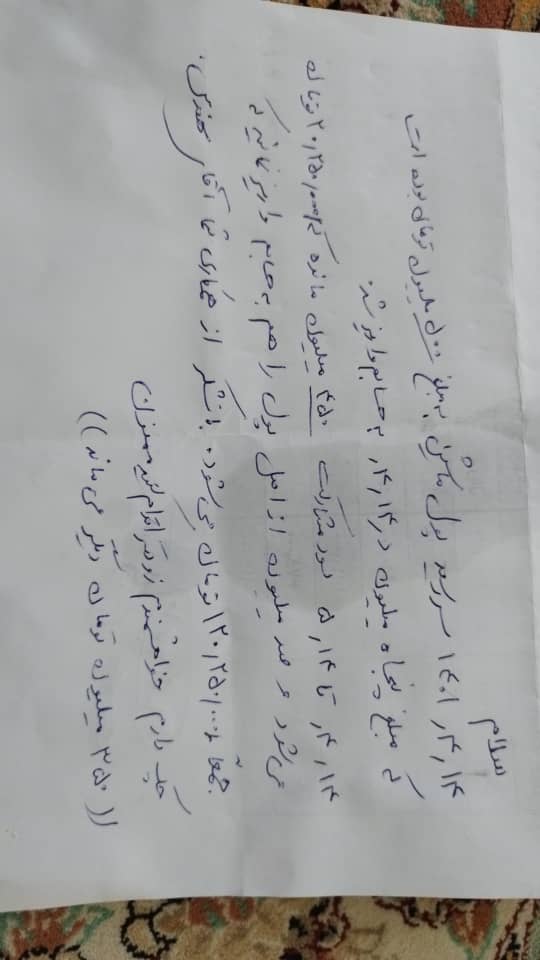 سلام
۱۴۰۱٫۴٫۱۴ سررسید پول ماشین به مبلغ ۵۰۰ میلیون تومان بوده است
که مبلغ پنجاه میلیون در ۴٫۱۴ به حسابم واریز شد.
۴٫۱۴ تا ۵٫۱۴ سود مشارکت ۴۵۰ میلیون مانده که ۲۰٫۲۵۰٫۰۰۰ تومان
می‌شود و صد میلیون از اصل پول را هم به حسابم واریز نمائید که
جمعاً ۱۲۰٫۲۵۰٫۰۰۰ تومان می‌شود. با تشکر از همکاری شما آقای مهندس.
چک دارم خواهشمندم زودتر اقدام کنید ممنون
((۳۵۰ میلیون تومان دیگر می ماند))